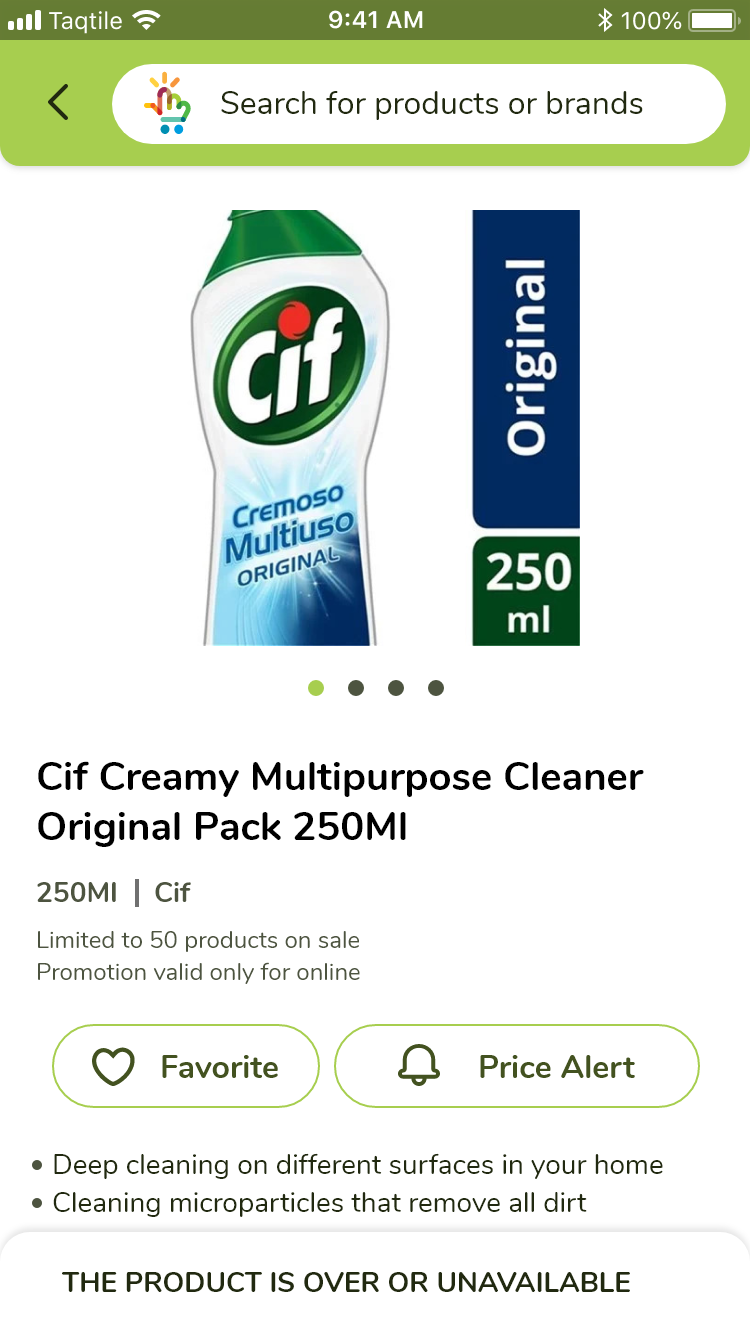 Taqtile 9:41 AM 100%
Search for products or brands
Cif
Cremoso
Multiuso
ORIGINAL
Original
250
ml
Cif Creamy Multipurpose Cleaner
Original Pack 250Ml
250Ml | Cif
Limited to 50 products on sale
Promotion valid only for online
Favorite
Price Alert
• Deep cleaning on different surfaces in your home
• Cleaning microparticles that remove all dirt
THE PRODUCT IS OVER OR UNAVAILABLE